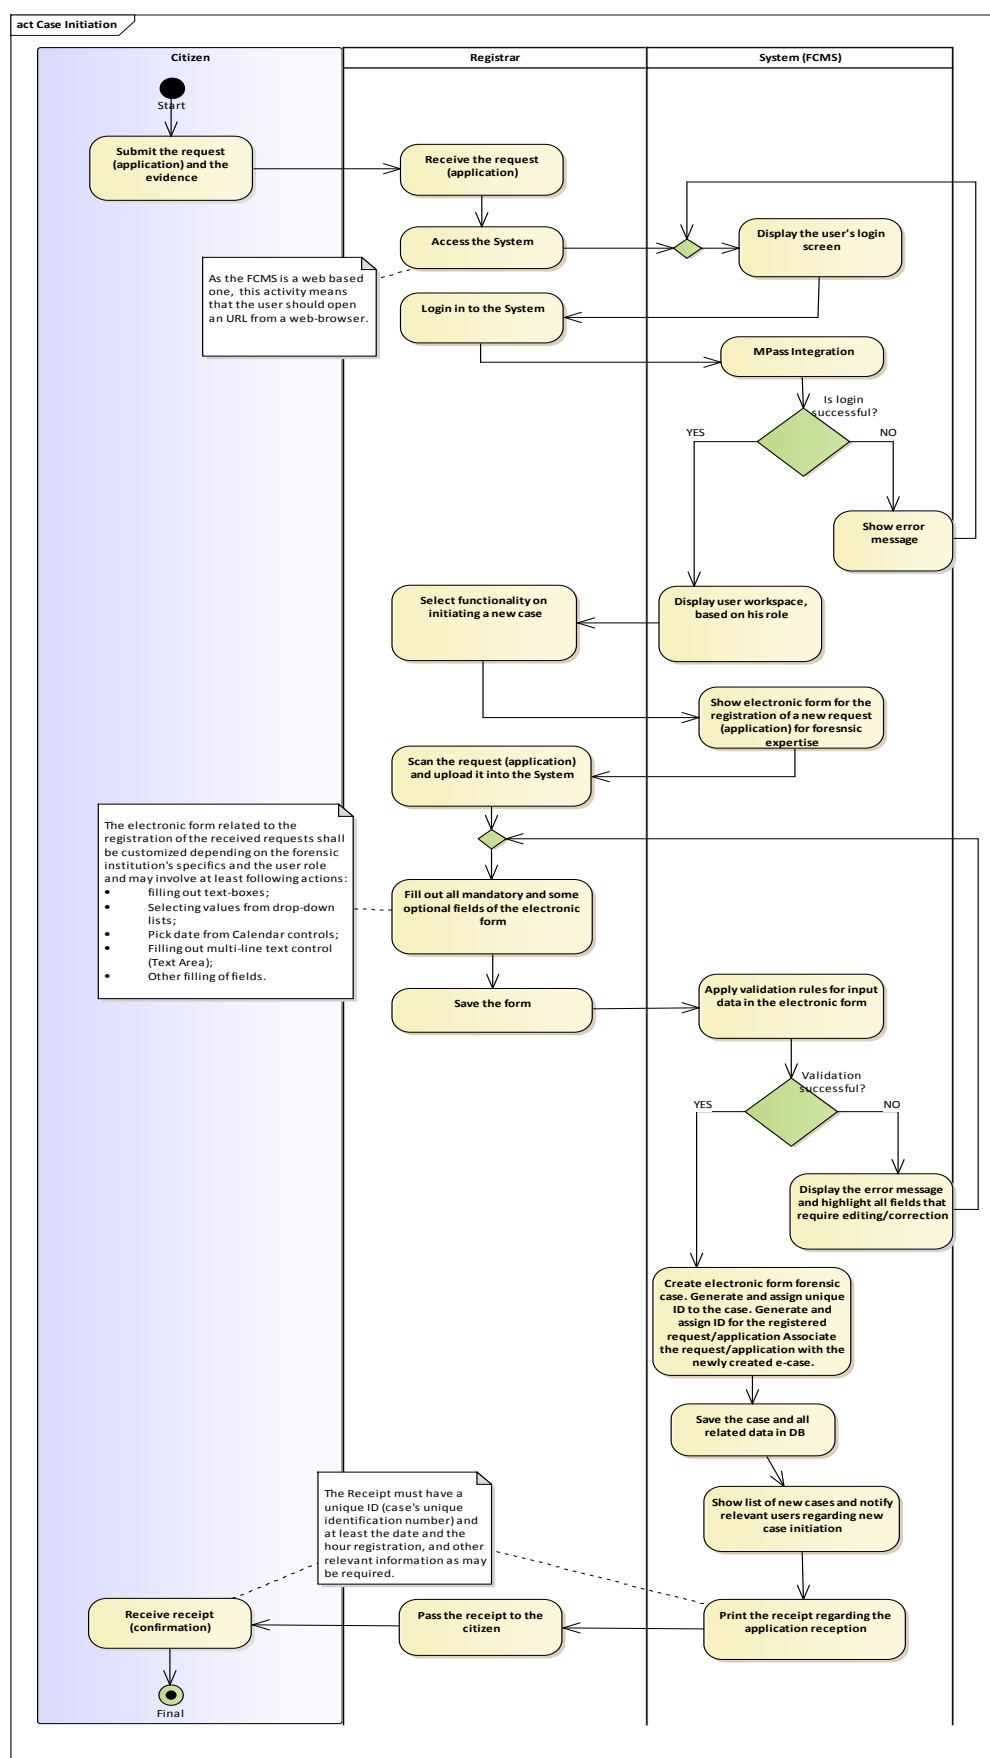 act Case Initiation
Citizen
Registrar
System (FCMS)
Start
Submit the request
(application) and the
evidence
Receive the request
(application)
Access the System
Display the user's login
screen
As the FCMS is a web based
one, this activity means
that the user should open
an URL from a web-browser.
Login in to the System
MPass Integration
Is login
successful?
YES
NO
Show error
message
Select functionality on
initiating a new case
Display user workspace,
based on his role
Show electronic form for the
registration of a new request
(application) for foresnsic
expertise
Scan the request (application)
and upload it into the System
The electronic form related to the
registration of the received requests shall
be customized depending on the forensic
institution's specifics and the user role
and may involve at least following actions:
• filling out text-boxes;
• Selecting values from drop-down
lists;
• Pick date from Calendar controls;
• Filling out multi-line text control
(Text Area);
• Other filling of fields.
Fill out all mandatory and some
optional fields of the electronic
form
Save the form
Apply validation rules for input
data in the electronic form
Validation
successful?
YES
NO
Display the error message
and highlight all fields that
require editing/correction
Create electronic form forensic
case. Generate and assign unique
ID to the case. Generate and
assign ID for the registered
request/application Associate
the request/application with the
newly created e-case.
Save the case and all
related data in DB
The Receipt must have a
unique ID (case's unique
identification number) and
at least the date and the
hour registration, and other
relevant information as may
be required.
Show list of new cases and notify
relevant users regarding new
case initiation
Receive receipt
(confirmation)
Pass the receipt to the
citizen
Print the receipt regarding the
application reception
Final